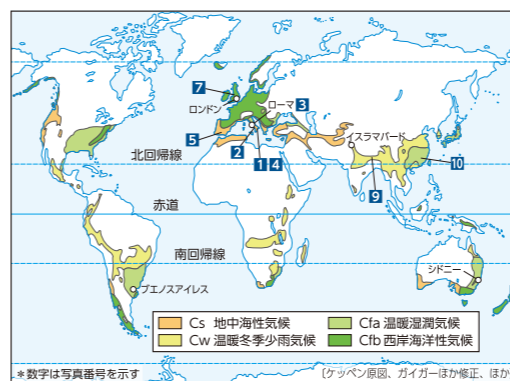 7
ロンドン
ローマ
3
5
イスラマバード
北回帰線
2
1 4
10
9
赤道
南回帰線
シドニー
ブエノスアイレス
Cs 地中海性気候
Cfa 温暖湿潤気候
Cw 温暖冬季少雨気候
Cfb 西岸海洋性気候
*数字は写真番号を示す
〔ケッペン原図、ガイガーほか修正、ほか